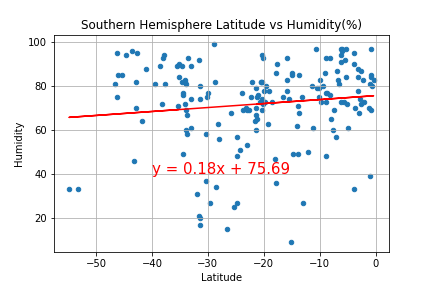 Southern Hemisphere Latitude vs Humidity(%)
100
80
60
40
20
Humidity
y = 0.18x + 75.69
−50
−40
−30
−20
−10
0
Latitude